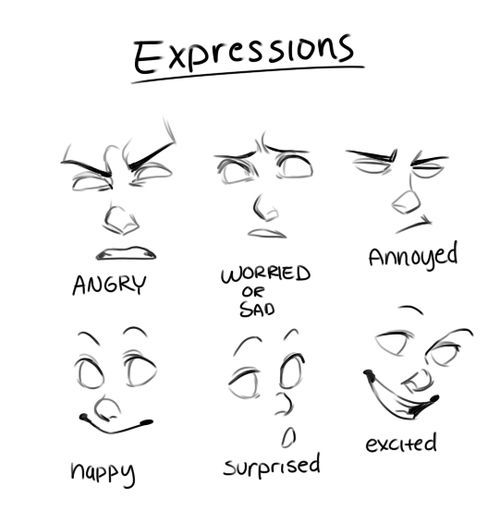 Expressions
ANGRY
WORRIED
OR
SAD
Annoyed
happy
surprised
excited